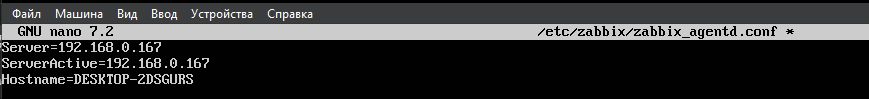 Файл Машина Вид Ввод Устройства Справка
GNU nano 7.2 /etc/zabbix/zabbix_agentd.conf *
Server=192.168.0.167
ServerActive=192.168.0.167
Hostname=DESKTOP-2DSGURS